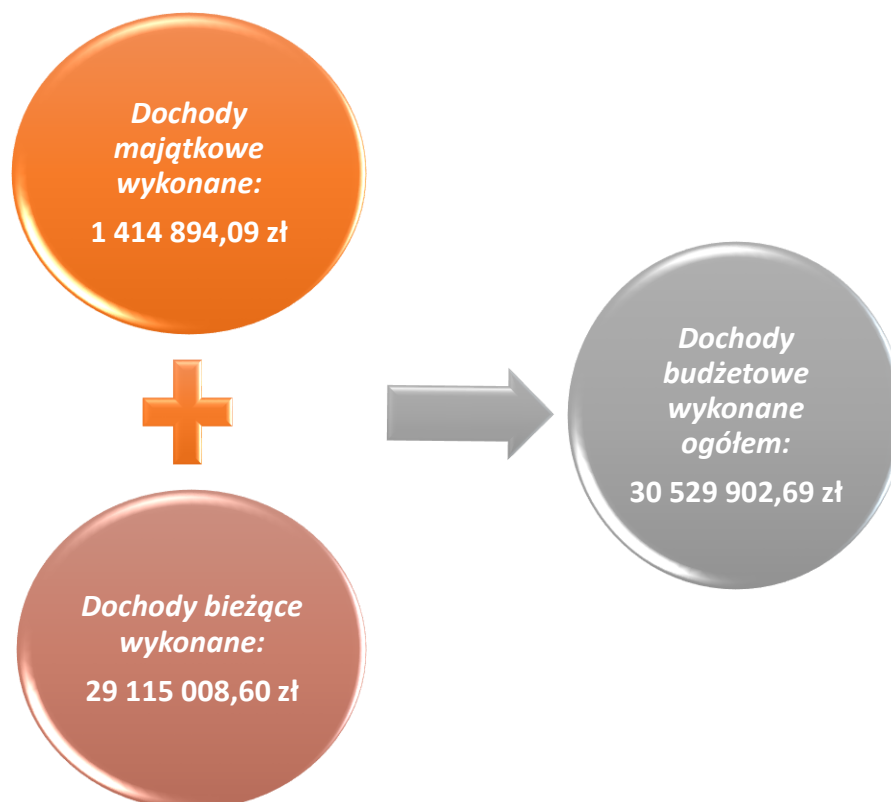 Dochody
majątkowe
wykonane:
1 414 894,09 zł
Dochody bieżące
wykonane:
29 115 008,60 zł
Dochody
budżetowe
wykonane
ogółem:
30 529 902,69 zł